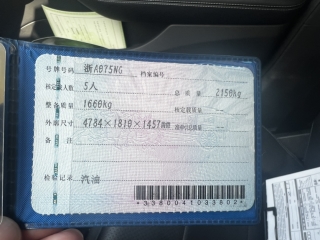 号牌号码 浙A075NG 档案编号
核定载人数 5人 总质量 2150kg
整备质量 1660kg 核定载质量 --
外廓尺寸 4784×1819×1457mm 准牵引总质量 --
备注
检验记录 汽油
*3380041033602*